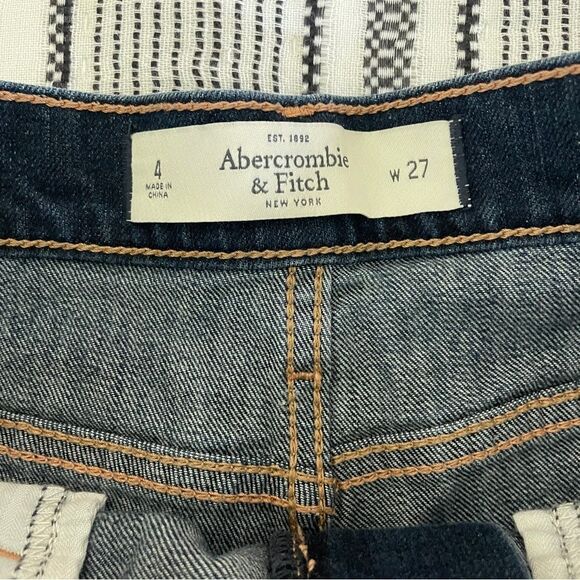 4
MADE IN
CHINA
EST. 1892
Abercrombie
& Fitch
NEW YORK
W 27